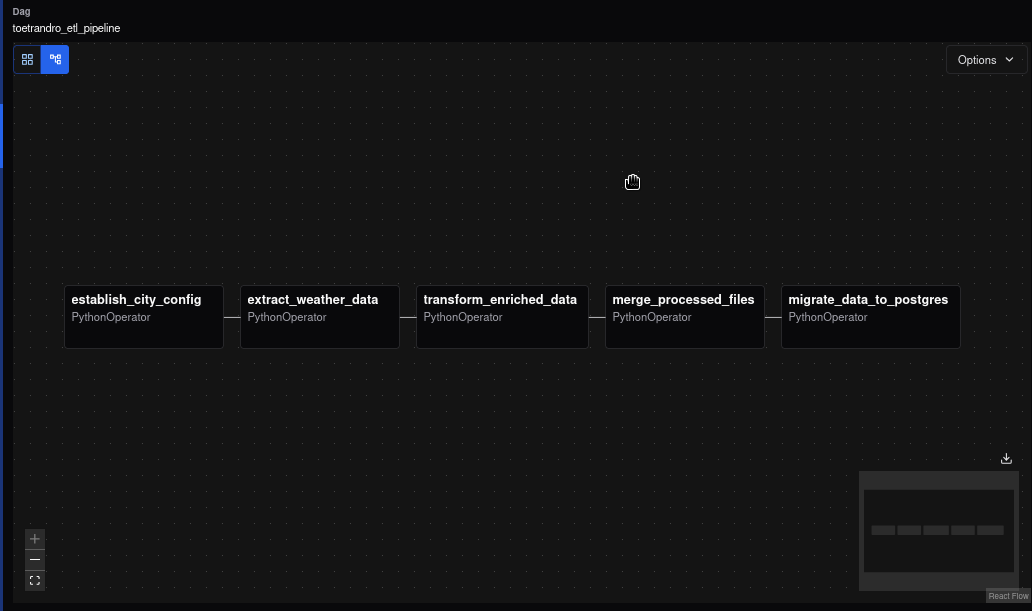 Dag
toetrandro_etl_pipeline
Options
establish_city_config
PythonOperator
extract_weather_data
PythonOperator
transform_enriched_data
PythonOperator
merge_processed_files
PythonOperator
migrate_data_to_postgres
PythonOperator
React Flow